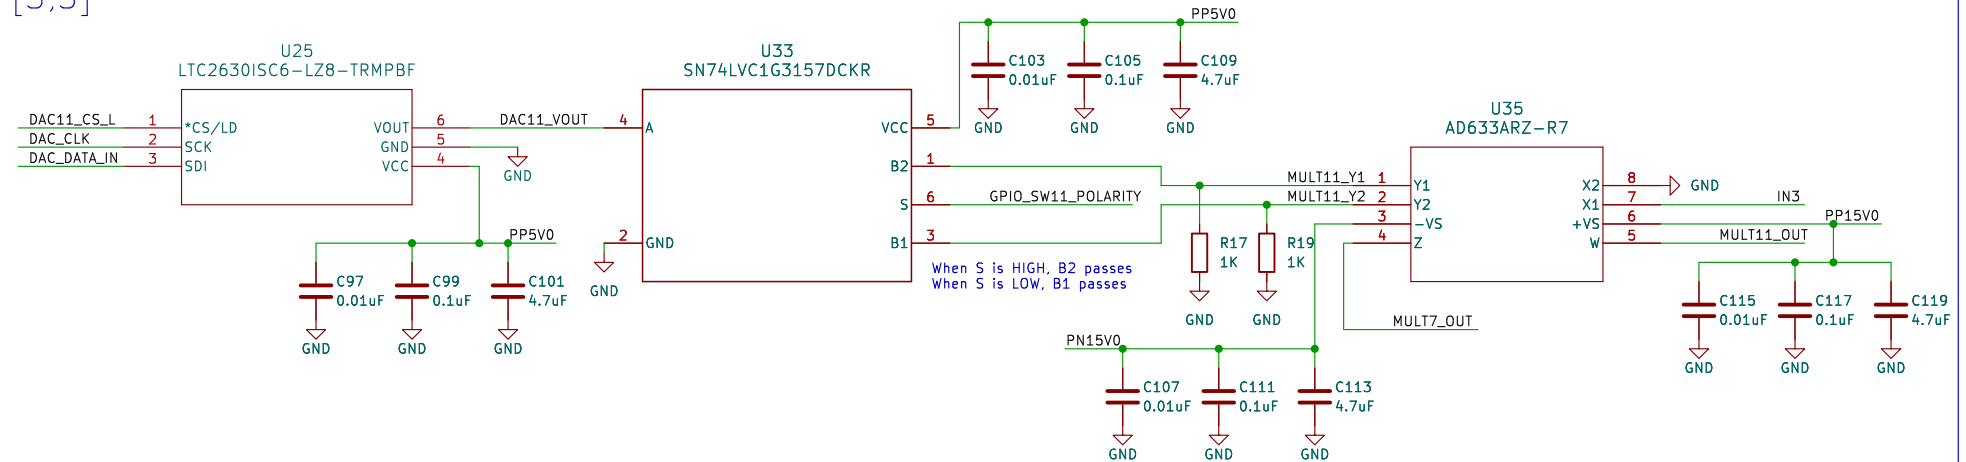 [3,3]
U25
LTC2630ISC6-LZ8-TRMPBF
DAC11_CS_L 1 *CS/LD
DAC_CLK 2 SCK
DAC_DATA_IN 3 SDI
VOUT 6 DAC11_VOUT
GND 5
VCC 4
GND
PP5V0
C97 0.01uF
C99 0.1uF
C101 4.7uF
GND GND GND
U33
SN74LVC1G3157DCKR
4 A
2 GND
GND
VCC 5
B2 1
S 6 GPIO_SW11_POLARITY
B1 3
When S is HIGH, B2 passes
When S is LOW, B1 passes
PP5V0
C103 0.01uF
C105 0.1uF
C109 4.7uF
GND GND GND
R17 1K
R19 1K
GND GND
U35
AD633ARZ-R7
MULT11_Y1 1 Y1
MULT11_Y2 2 Y2
3 -VS
4 Z
MULT7_OUT
X2 8 GND
X1 7 IN3
+VS 6 PP15V0
W 5 MULT11_OUT
PN15V0
C107 0.01uF
C111 0.1uF
C113 4.7uF
GND GND GND
C115 0.01uF
C117 0.1uF
C119 4.7uF
GND GND GND